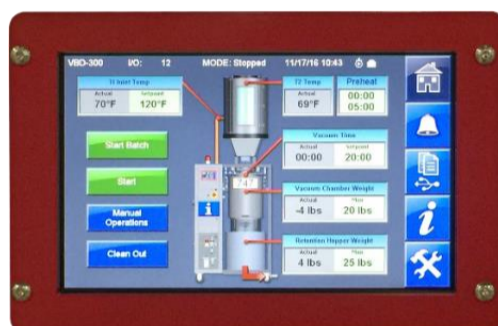 VBD-300 I/O: 12 MODE: Stopped 11/17/16 10:43
T1 Inlet Temp
Actual Setpoint
70°F 120°F
T2 Temp
Actual
69°F
Preheat
00:00
05:00
Start Batch
Start
Manual
Operations
Clean Out
Vacuum Time
Actual Setpoint
00:00 20:00
747
Vacuum Chamber Weight
Actual Max
-4 lbs 20 lbs
Retention Hopper Weight
Actual Max
4 lbs 25 lbs